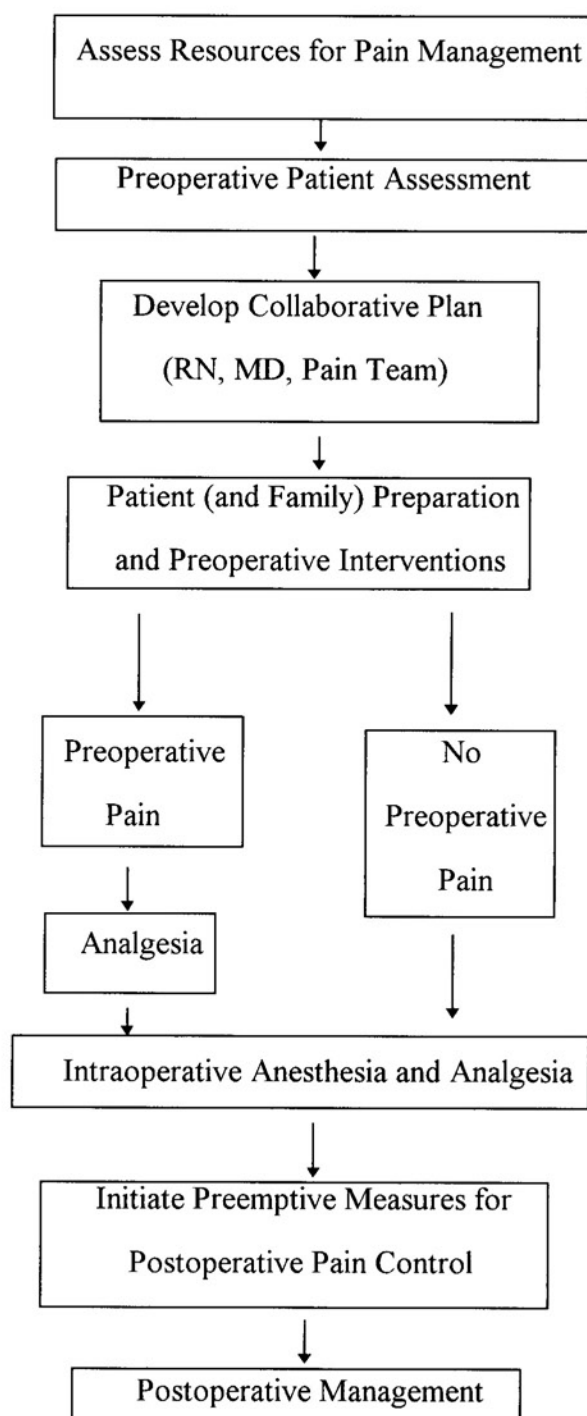 Assess Resources for Pain Management
Preoperative Patient Assessment
Develop Collaborative Plan
(RN, MD, Pain Team)
Patient (and Family) Preparation
and Preoperative Interventions
Preoperative
Pain
No
Preoperative
Pain
Analgesia
Intraoperative Anesthesia and Analgesia
Initiate Preemptive Measures for
Postoperative Pain Control
Postoperative Management